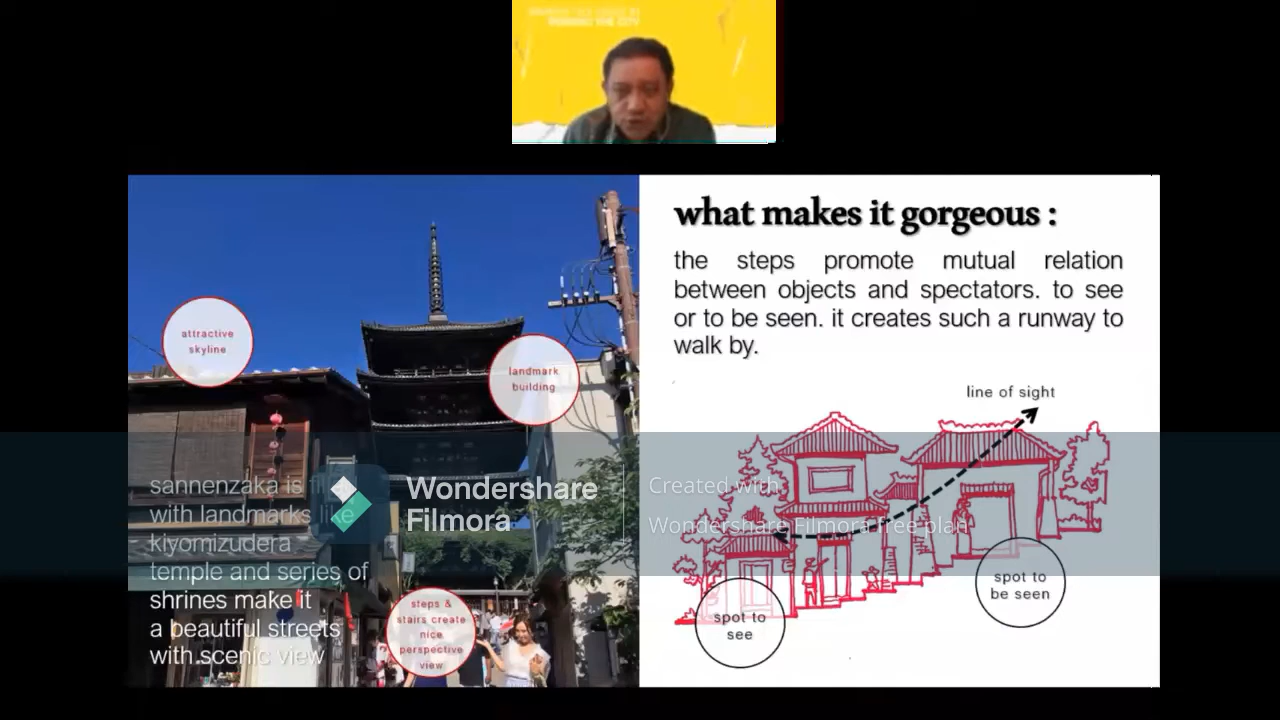 what makes it gorgeous :
the steps promote mutual relation
between objects and spectators. to see
or to be seen. it creates such a runway to
walk by.
attractive
skyline
landmark
building
line of sight
sannenzaka is
with landmarks like
kiyomizudera
temple and series of
shrines make it
a beautiful streets
with scenic view
Wondershare
Filmora
Created with
Wondershare Filmora free plan
steps &
stairs create
nice
perspective
view
spot to
see
spot to
be seen